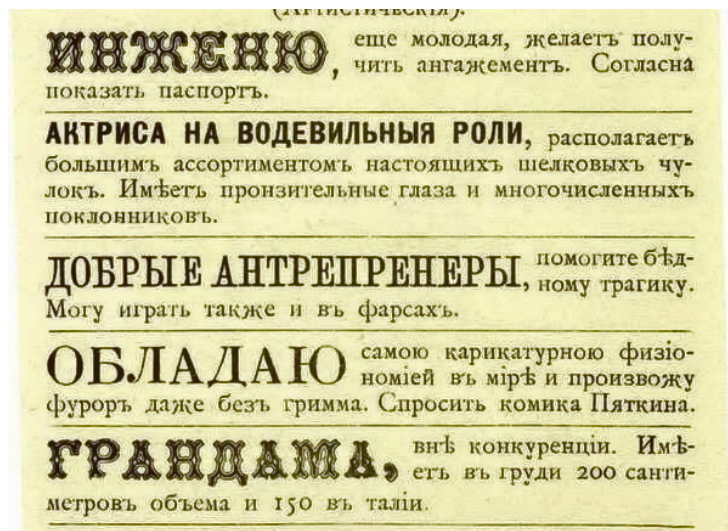 (АРТИСТИЧЕСКІЯ).
ИНЖЕНЮ, еще молодая, желаетъ полу-
чить ангажементъ. Согласна
показать паспортъ.
АКТРИСА НА ВОДЕВИЛЬНЫЯ РОЛИ, располагаетъ
большимъ ассортиментомъ настоящихъ шелковыхъ чу-
локъ. Имѣетъ пронзительные глаза и многочисленныхъ
поклонниковъ.
ДОБРЫЕ АНТРЕПРЕНЕРЫ, помогите бѣд-
ному трагику.
Могу играть также и въ фарсахъ.
ОБЛАДАЮ самою карикатурною физіо-
номіей въ мірѣ и произвожу
фуроръ даже безъ гримма. Спросить комика Пяткина.
ГРАНДАМА, внѣ конкуренціи. Имѣ-
етъ въ груди 200 санти-
метровъ объема и 150 въ таліи.